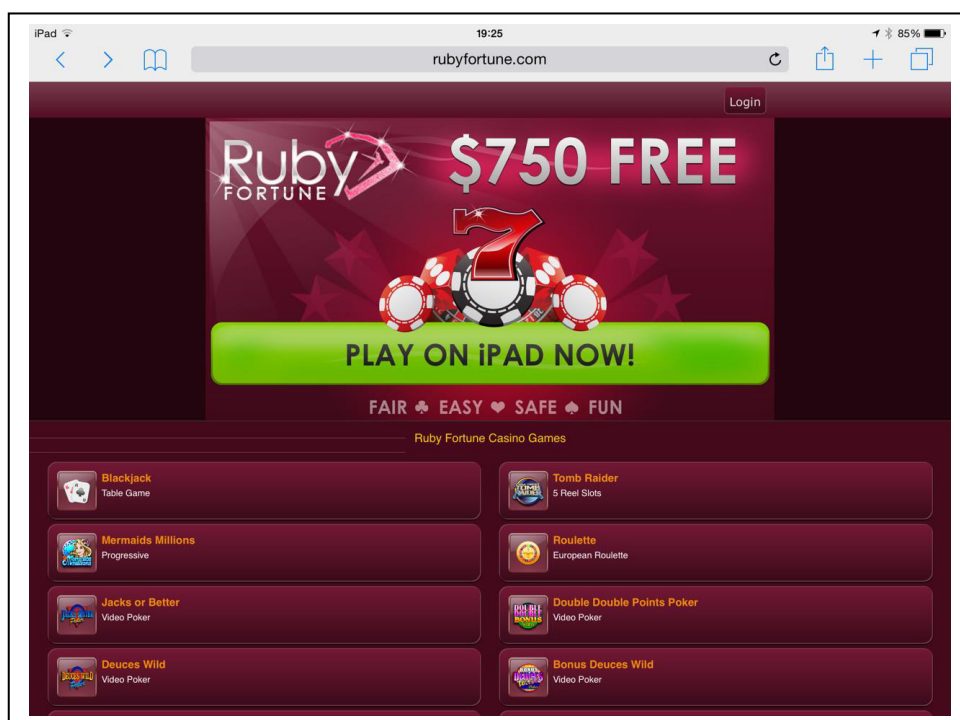 iPad 19:25 85%
rubyfortune.com
Login
Ruby FORTUNE
$750 FREE
7
PLAY ON iPAD NOW!
FAIR ♣ EASY ♥ SAFE ♠ FUN
Ruby Fortune Casino Games
Blackjack
Table Game
Tomb Raider
5 Reel Slots
Mermaids Millions
Progressive
Roulette
European Roulette
Jacks or Better
Video Poker
Double Double Points Poker
Video Poker
Deuces Wild
Video Poker
Bonus Deuces Wild
Video Poker